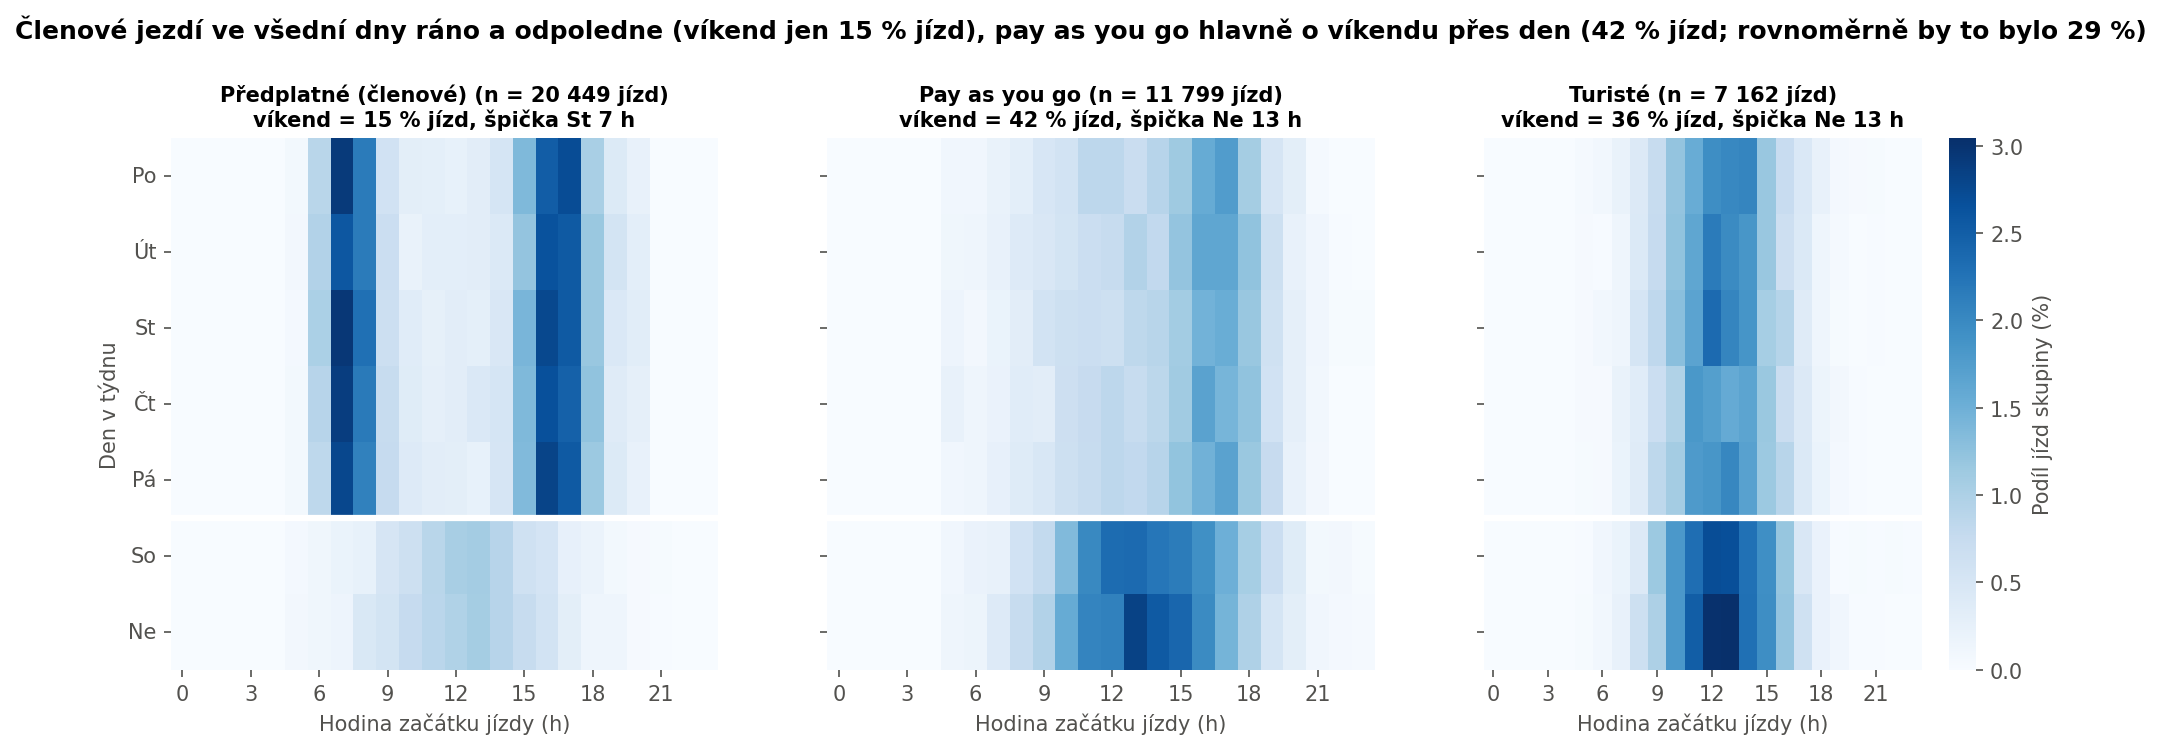 Členové jezdí ve všední dny ráno a odpoledne (víkend jen 15 % jízd), pay as you go hlavně o víkendu přes den (42 % jízd; rovnoměrně by to bylo 29 %)
Předplatné (členové) (n = 20 449 jízd)
víkend = 15 % jízd, špička St 7 h
Pay as you go (n = 11 799 jízd)
víkend = 42 % jízd, špička Ne 13 h
Turisté (n = 7 162 jízd)
víkend = 36 % jízd, špička Ne 13 h
Den v týdnu
Po
Út
St
Čt
Pá
So
Ne
0 3 6 9 12 15 18 21
Hodina začátku jízdy (h)
0 3 6 9 12 15 18 21
Hodina začátku jízdy (h)
0 3 6 9 12 15 18 21
Hodina začátku jízdy (h)
3.0
2.5
2.0
1.5
1.0
0.5
0.0
Podíl jízd skupiny (%)